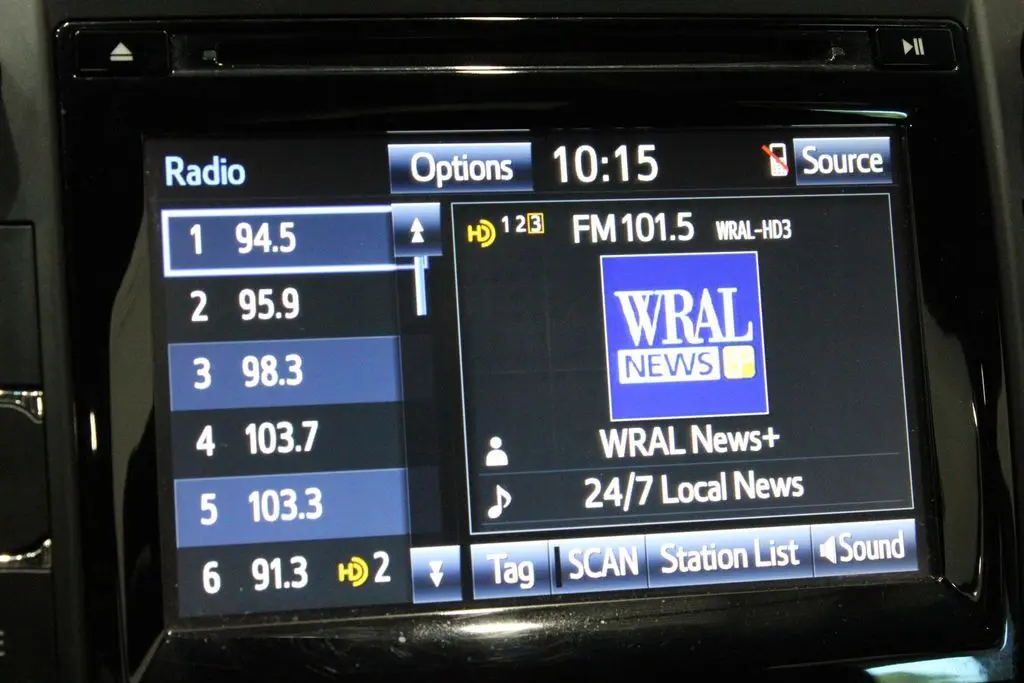 Radio Options 10:15 Source
1 94.5
2 95.9
3 98.3
4 103.7
5 103.3
6 91.3 HD 2
HD 1 2 3 FM 101.5 WRAL-HD3
WRAL
NEWS +
WRAL News+
24/7 Local News
Tag SCAN Station List Sound